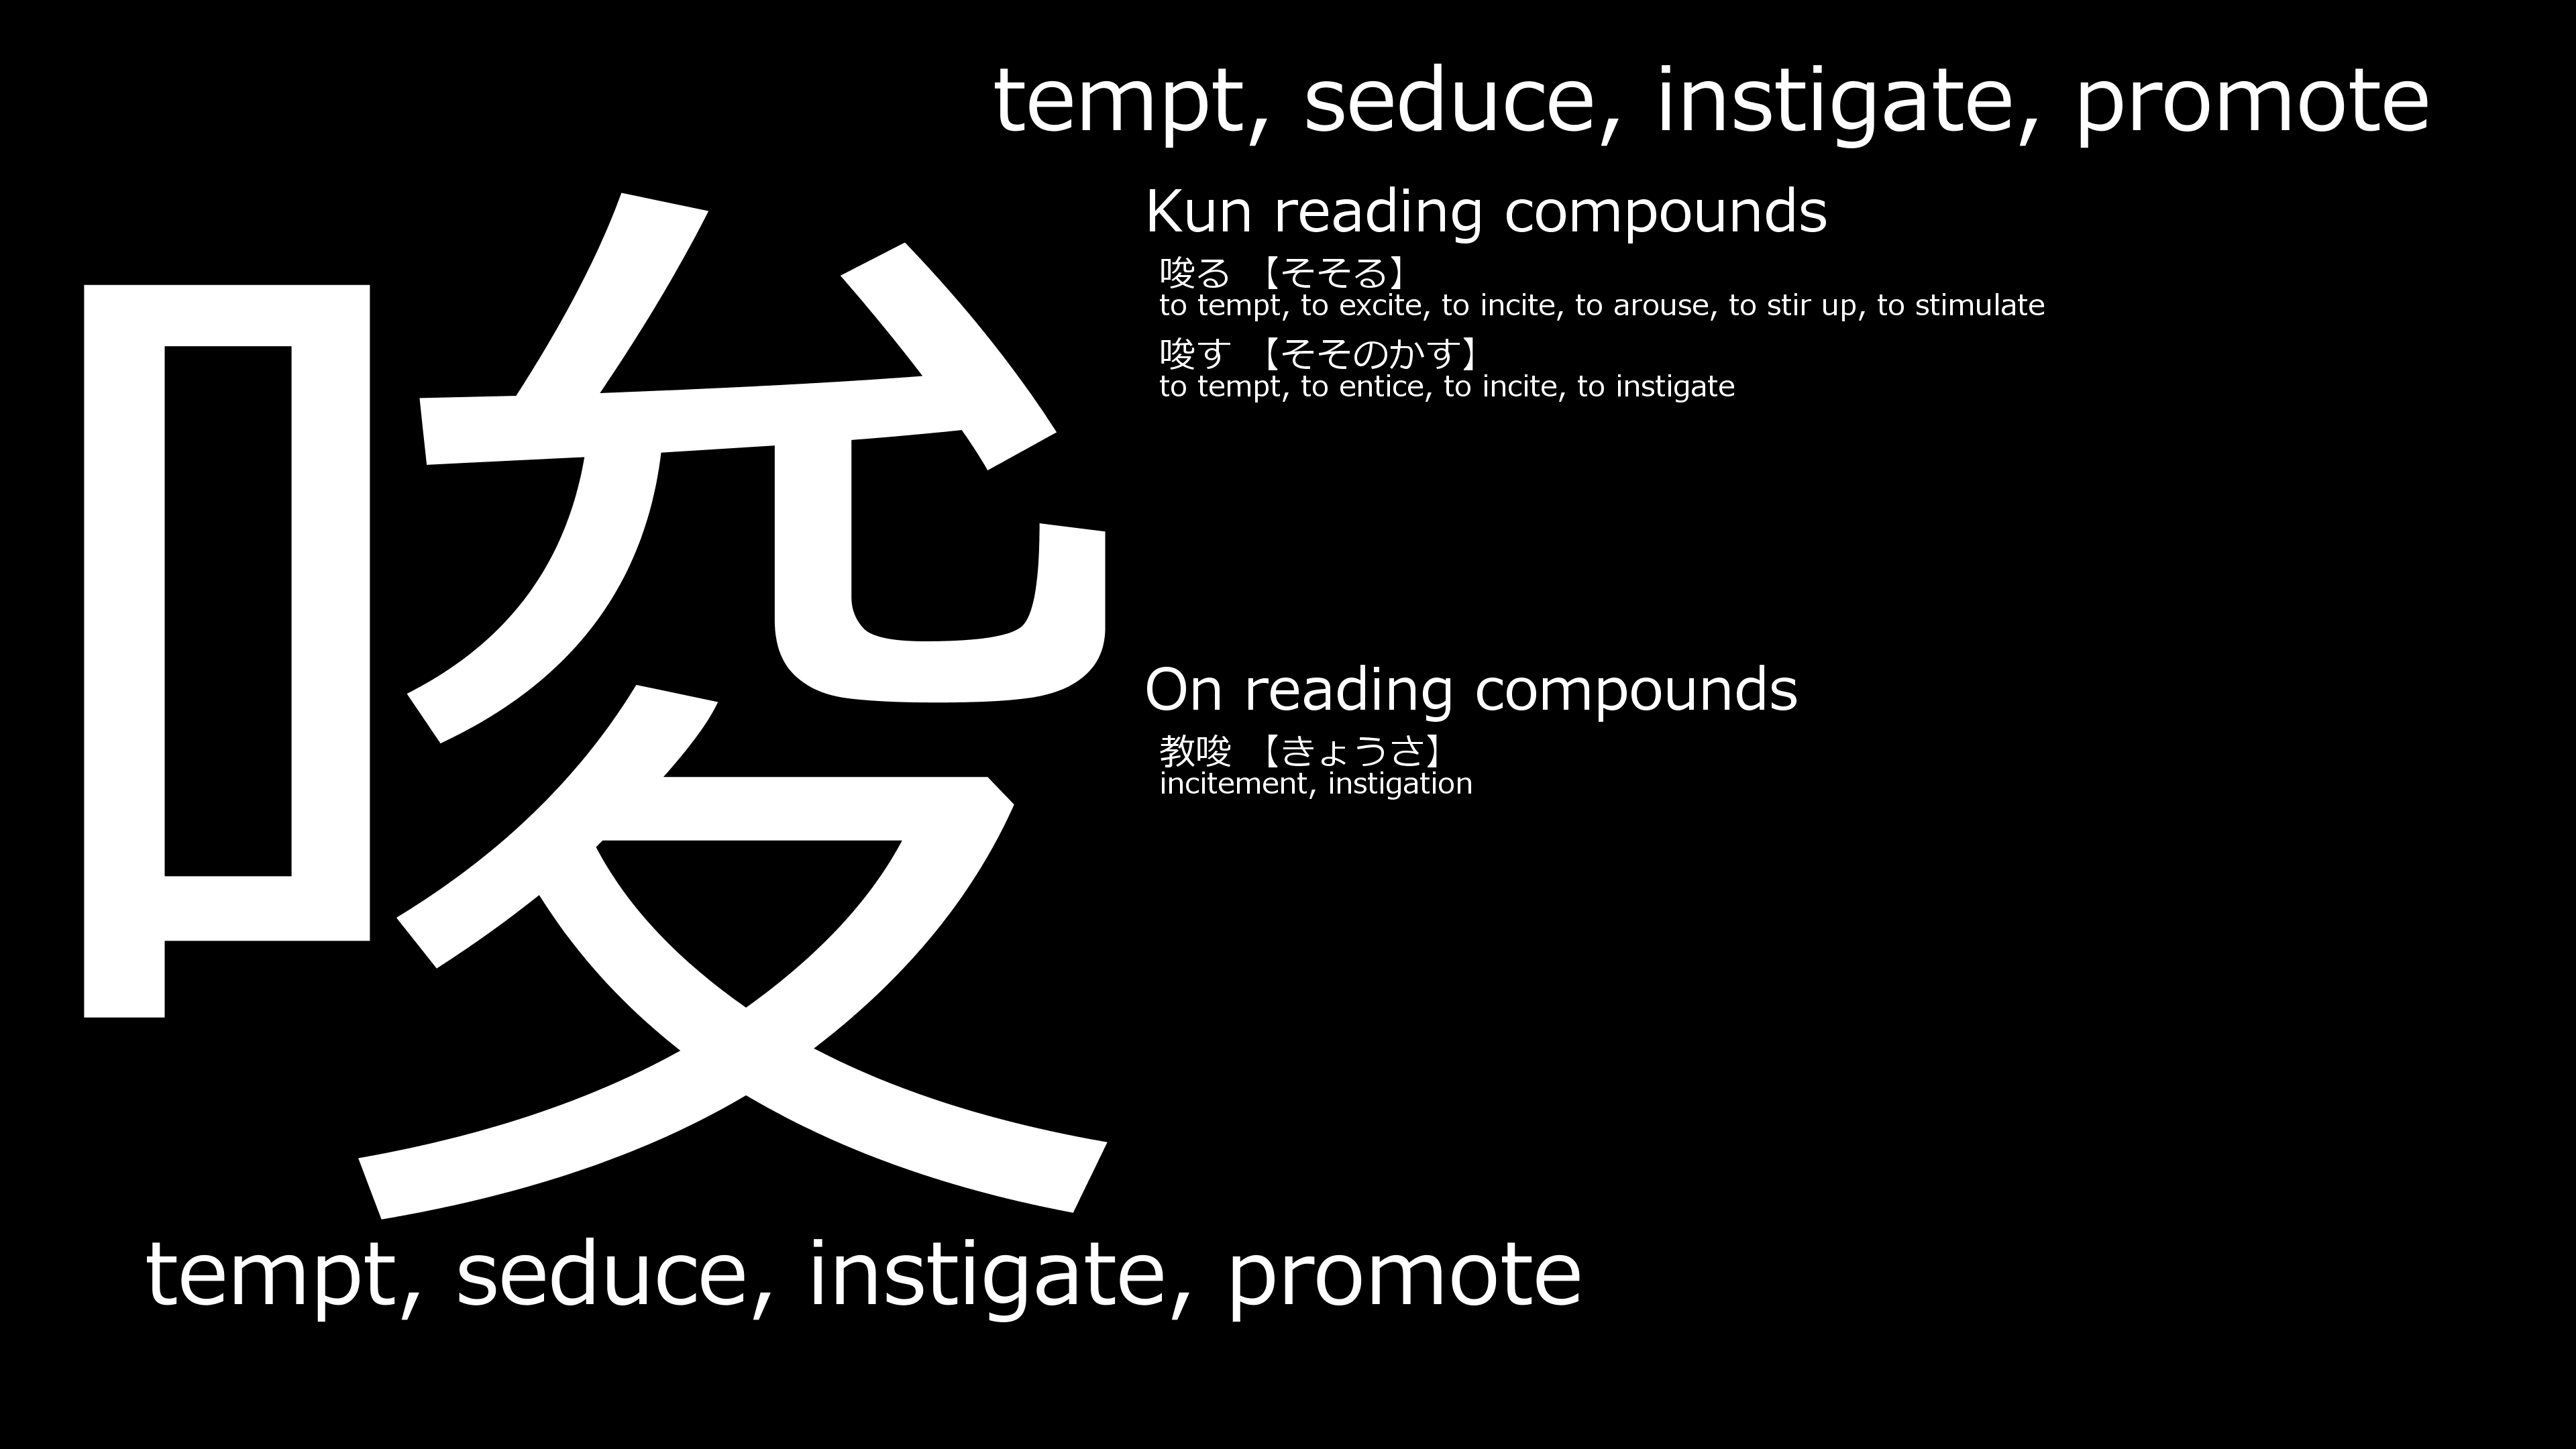 tempt, seduce, instigate, promote
唆
Kun reading compounds
唆る 【そそる】
to tempt, to excite, to incite, to arouse, to stir up, to stimulate
唆す 【そそのかす】
to tempt, to entice, to incite, to instigate
On reading compounds
教唆 【きょうさ】
incitement, instigation
tempt, seduce, instigate, promote